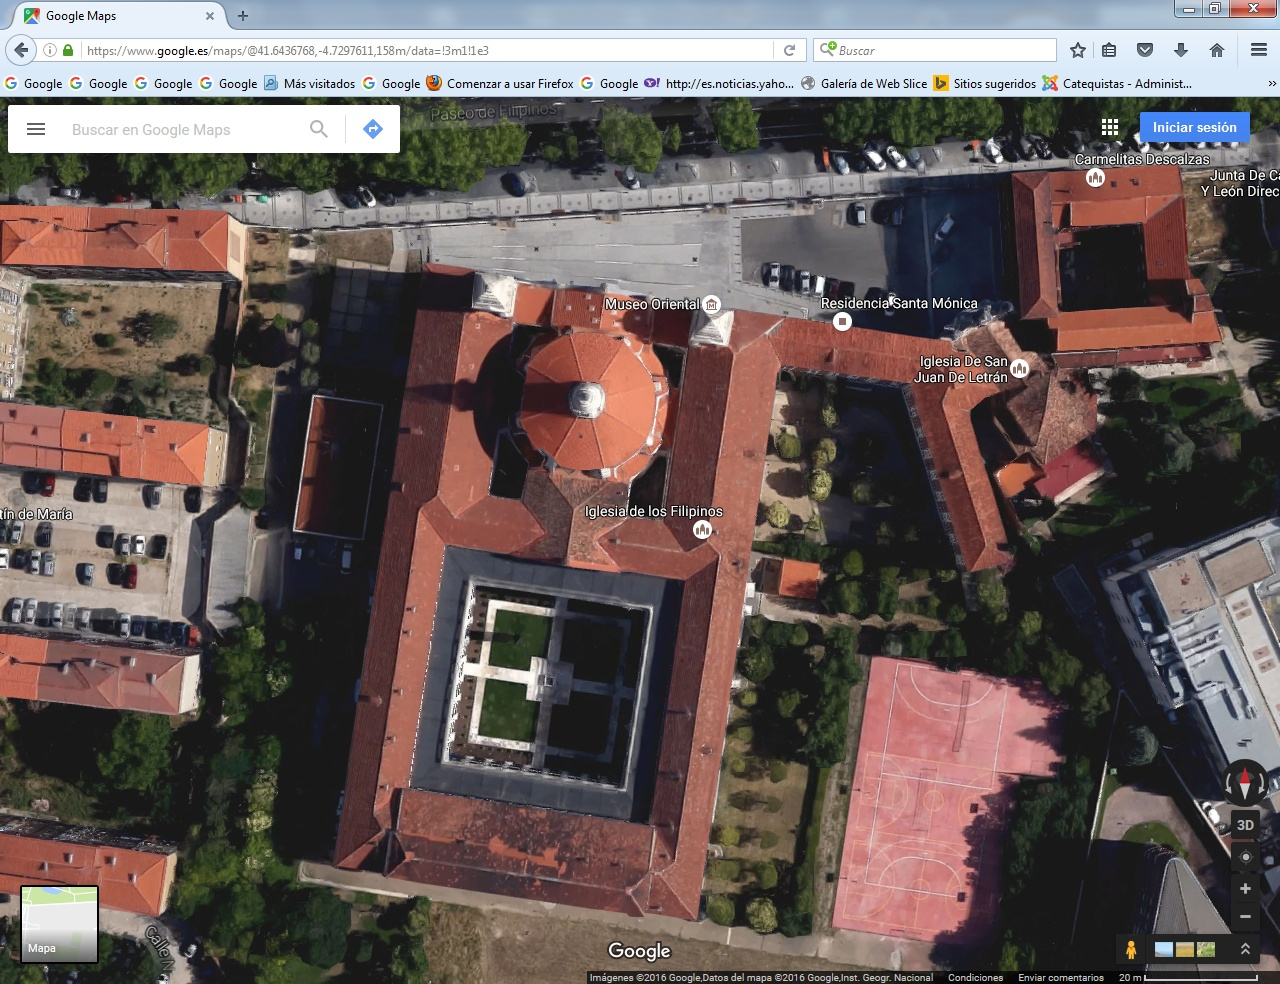 Google Maps
https://www.google.es/maps/@41.6436768,-4.7297611,158m/data=!3m1!1e3
Buscar
Google
Google
Google
Google
Más visitados
Google
Comenzar a usar Firefox
Google
http://es.noticias.yaho...
Galería de Web Slice
Sitios sugeridos
Catequistas - Administ...
»
Buscar en Google Maps
Paseo de Filipinos
Iniciar sesión
Carmelitas Descalzas
Junta De Ca
Y León Direc
Museo Oriental
Residencia Santa Mónica
Iglesia De San
Juan De Letrán
Iglesia de los Filipinos
tín de María
3D
Mapa
Calle
Google
Imágenes ©2016 Google,Datos del mapa ©2016 Google,Inst. Geogr. Nacional
Condiciones
Enviar comentarios
20 m